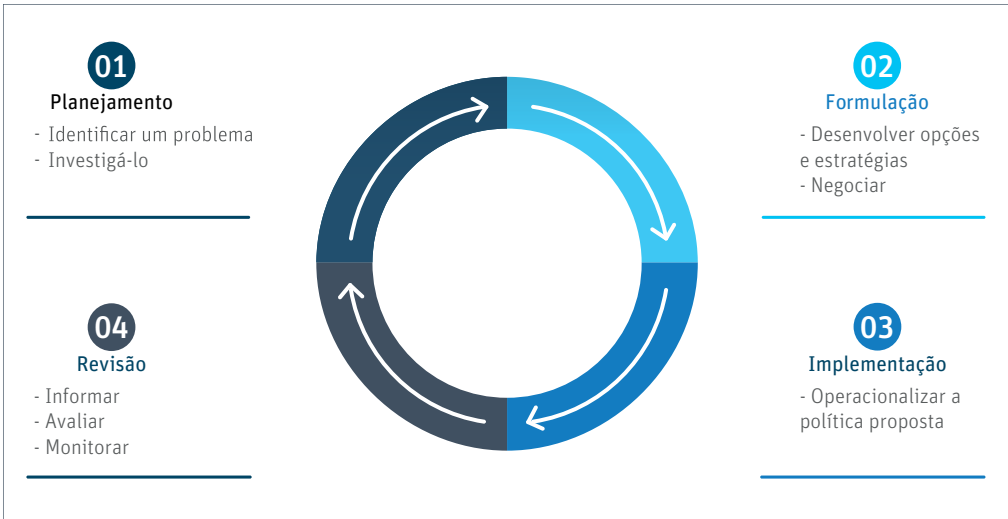 01
Planejamento
- Identificar um problema
- Investigá-lo
02
Formulação
- Desenvolver opções
e estratégias
- Negociar
03
Implementação
- Operacionalizar a
política proposta
04
Revisão
- Informar
- Avaliar
- Monitorar